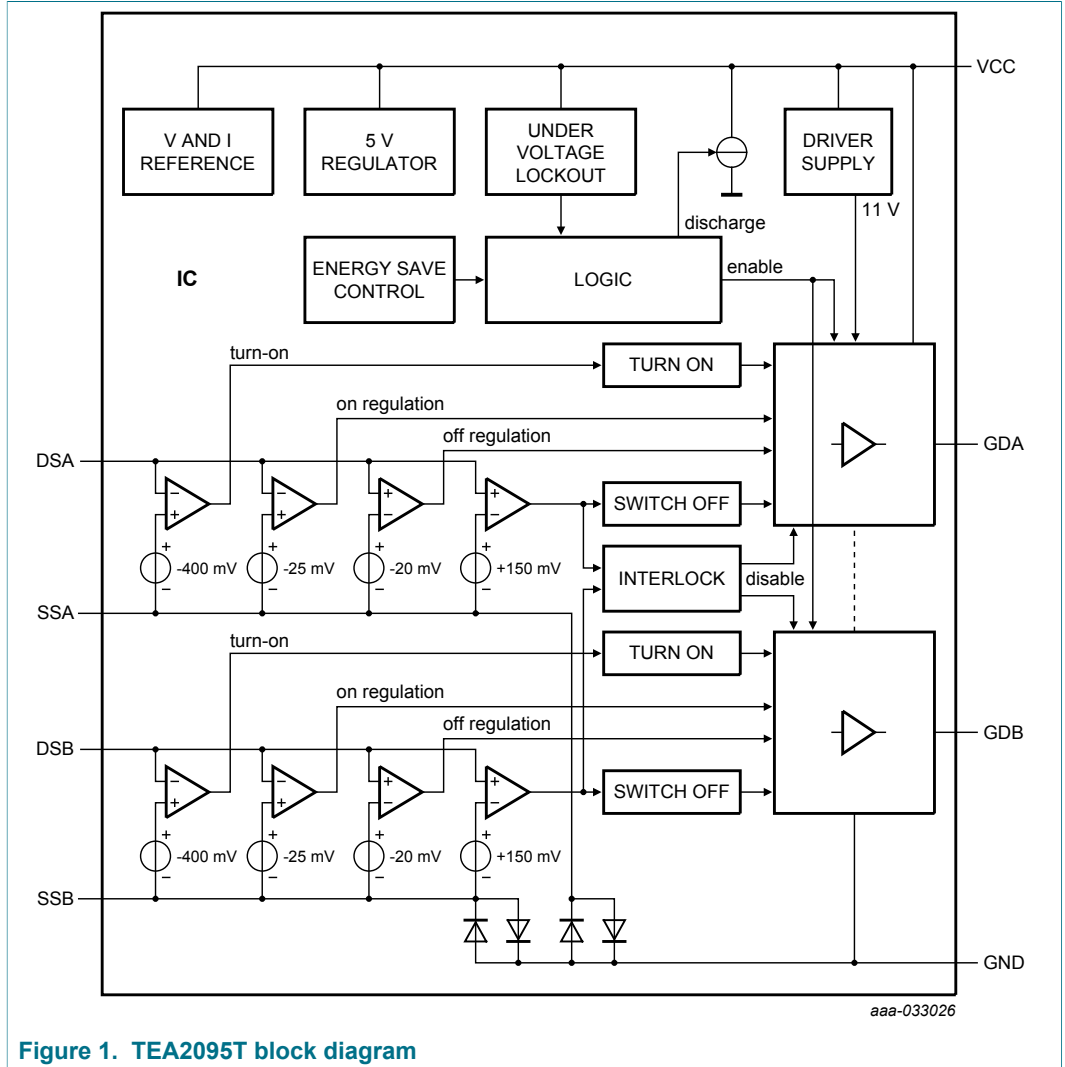 VCC
V AND I
REFERENCE
5 V
REGULATOR
UNDER
VOLTAGE
LOCKOUT
DRIVER
SUPPLY
11 V
discharge
IC
ENERGY SAVE
CONTROL
LOGIC
enable
turn-on
TURN ON
on regulation
off regulation
DSA
GDA
- + - + + - + -
SWITCH OFF
+ + + +
-400 mV -25 mV -20 mV +150 mV
- - - -
INTERLOCK
disable
SSA
turn-on
TURN ON
on regulation
off regulation
DSB
GDB
- + - + + - + -
SWITCH OFF
+ + + +
-400 mV -25 mV -20 mV +150 mV
- - - -
SSB
GND
aaa-033026
Figure 1. TEA2095T block diagram